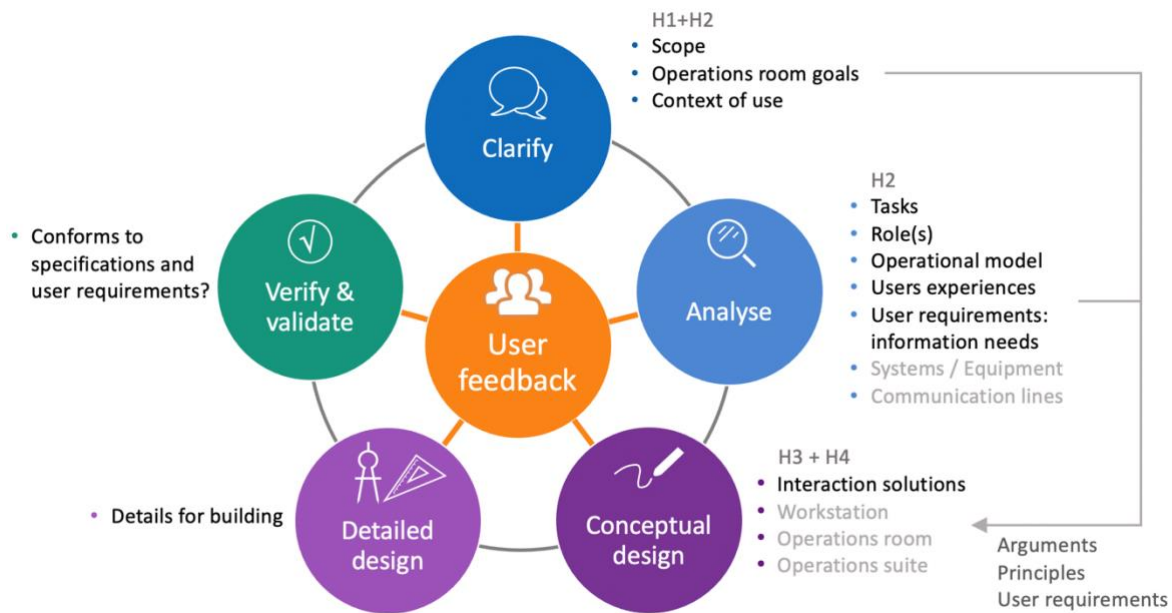 H1+H2
Scope
Operations room goals
Context of use
Clarify
H2
Tasks
Role(s)
Operational model
Users experiences
User requirements:
information needs
Systems / Equipment
Communication lines
Analyse
Conforms to
specifications and
user requirements?
Verify &
validate
User
feedback
Details for building
Detailed
design
Conceptual
design
H3 + H4
Interaction solutions
Workstation
Operations room
Operations suite
Arguments
Principles
User requirements